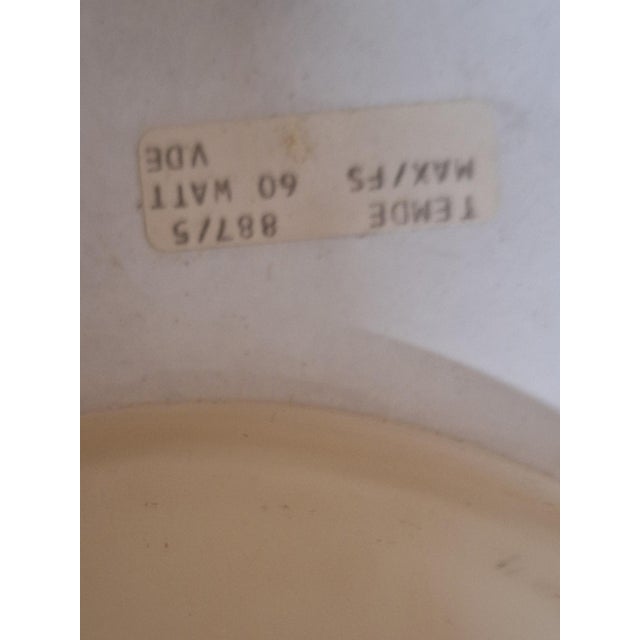 TEMDE 887/5
MAX/FS 60 WATT
VDE